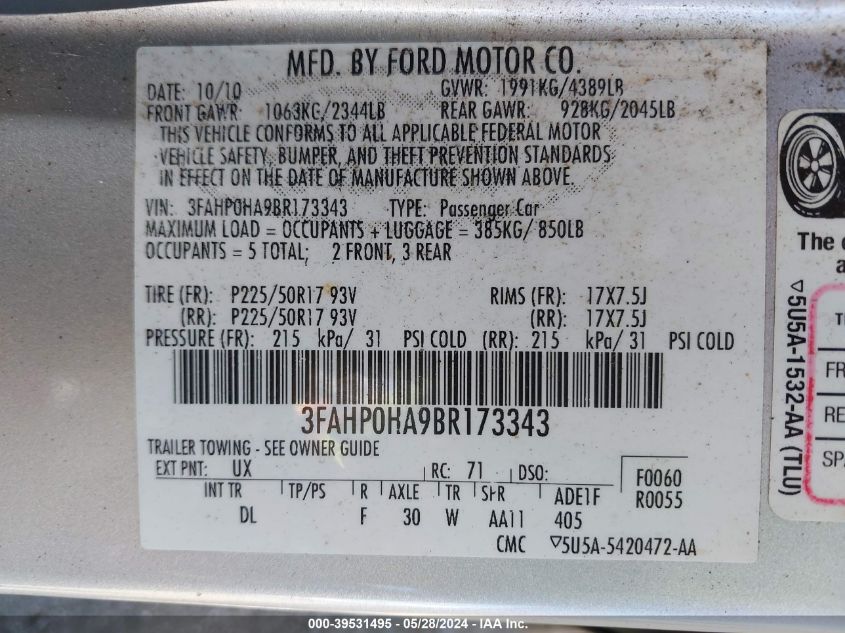 MFD. BY FORD MOTOR CO.
DATE: 10/10 GVWR: 1991KG/4389LB
FRONT GAWR: 1063KG/2344LB REAR GAWR: 928KG/2045LB
THIS VEHICLE CONFORMS TO ALL APPLICABLE FEDERAL MOTOR
VEHICLE SAFETY, BUMPER, AND THEFT PREVENTION STANDARDS
IN EFFECT ON THE DATE OF MANUFACTURE SHOWN ABOVE.
VIN: 3FAHP0HA9BR173343 TYPE: Passenger Car
MAXIMUM LOAD = OCCUPANTS + LUGGAGE = 385KG/ 850LB
OCCUPANTS = 5 TOTAL; 2 FRONT, 3 REAR
TIRE (FR): P225/50R17 93V RIMS (FR): 17X7.5J
(RR): P225/50R17 93V (RR): 17X7.5J
PRESSURE (FR): 215 kPa/ 31 PSI COLD (RR): 215 kPa/ 31 PSI COLD
3FAHP0HA9BR173343
TRAILER TOWING - SEE OWNER GUIDE
EXT PNT: UX RC: 71 DSO: F0060
INT TR TP/PS R AXLE TR SPR ADE1F R0055
DL F 30 W AA11 405
CMC ▽5U5A-5420472-AA
The
a
▽5U5A-1532-AA (TLU)
TI
FR
RE
SPA
000-39531495 - 05/28/2024 - IAA Inc.